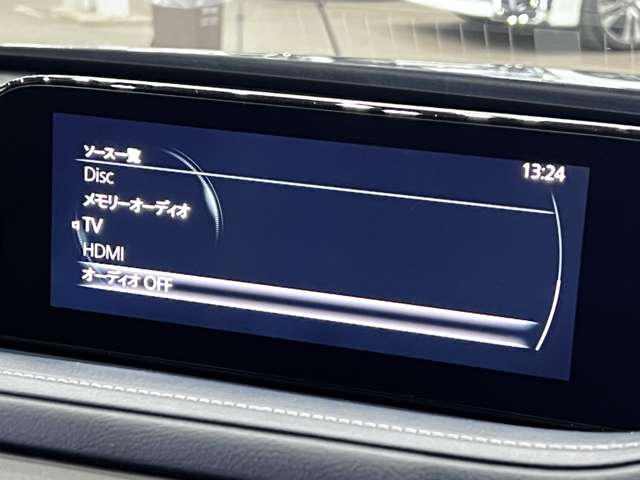 ソース一覧
13:24
Disc
メモリーオーディオ
TV
HDMI
オーディオ OFF